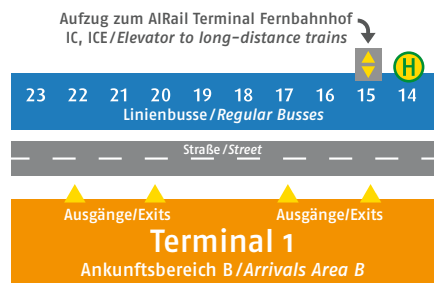 Aufzug zum AIRail Terminal Fernbahnhof
IC, ICE/Elevator to long-distance trains
H
23 22 21 20 19 18 17 16 15 14
Linienbusse/Regular Busses
Straße/Street
Ausgänge/Exits Ausgänge/Exits
Terminal 1
Ankunftsbereich B/Arrivals Area B